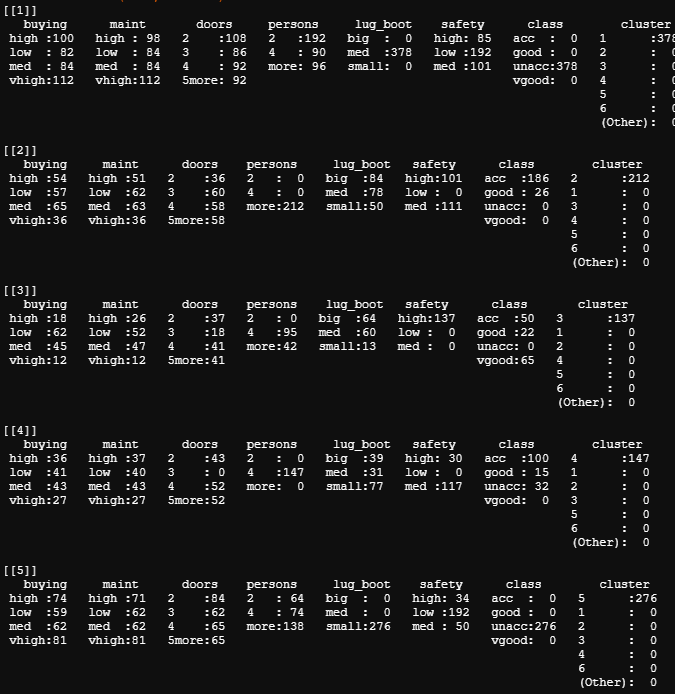 [[1]]
buying maint doors persons lug_boot safety class cluster
high :100 high : 98 2 :108 2 :192 big : 0 high: 85 acc : 0 1 :378
low : 82 low : 84 3 : 86 4 : 90 med :378 low :192 good : 0 2 : 0
med : 84 med : 84 4 : 92 more: 96 small: 0 med :101 unacc:378 3 : 0
vhigh:112 vhigh:112 5more: 92 vgood: 0 4 : 0
5 : 0
6 : 0
(Other): 0
[[2]]
buying maint doors persons lug_boot safety class cluster
high :54 high :51 2 :36 2 : 0 big :84 high:101 acc :186 2 :212
low :57 low :62 3 :60 4 : 0 med :78 low : 0 good : 26 1 : 0
med :65 med :63 4 :58 more:212 small:50 med :111 unacc: 0 3 : 0
vhigh:36 vhigh:36 5more:58 vgood: 0 4 : 0
5 : 0
6 : 0
(Other): 0
[[3]]
buying maint doors persons lug_boot safety class cluster
high :18 high :26 2 :37 2 : 0 big :64 high:137 acc :50 3 :137
low :62 low :52 3 :18 4 :95 med :60 low : 0 good :22 1 : 0
med :45 med :47 4 :41 more:42 small:13 med : 0 unacc: 0 2 : 0
vhigh:12 vhigh:12 5more:41 vgood:65 4 : 0
5 : 0
6 : 0
(Other): 0
[[4]]
buying maint doors persons lug_boot safety class cluster
high :36 high :37 2 :43 2 : 0 big :39 high: 30 acc :100 4 :147
low :41 low :40 3 : 0 4 :147 med :31 low : 0 good : 15 1 : 0
med :43 med :43 4 :52 more: 0 small:77 med :117 unacc: 32 2 : 0
vhigh:27 vhigh:27 5more:52 vgood: 0 3 : 0
5 : 0
6 : 0
(Other): 0
[[5]]
buying maint doors persons lug_boot safety class cluster
high :74 high :71 2 :84 2 : 64 big : 0 high: 34 acc : 0 5 :276
low :59 low :62 3 :62 4 : 74 med : 0 low :192 good : 0 1 : 0
med :62 med :62 4 :65 more:138 small:276 med : 50 unacc:276 2 : 0
vhigh:81 vhigh:81 5more:65 vgood: 0 3 : 0
4 : 0
6 : 0
(Other): 0